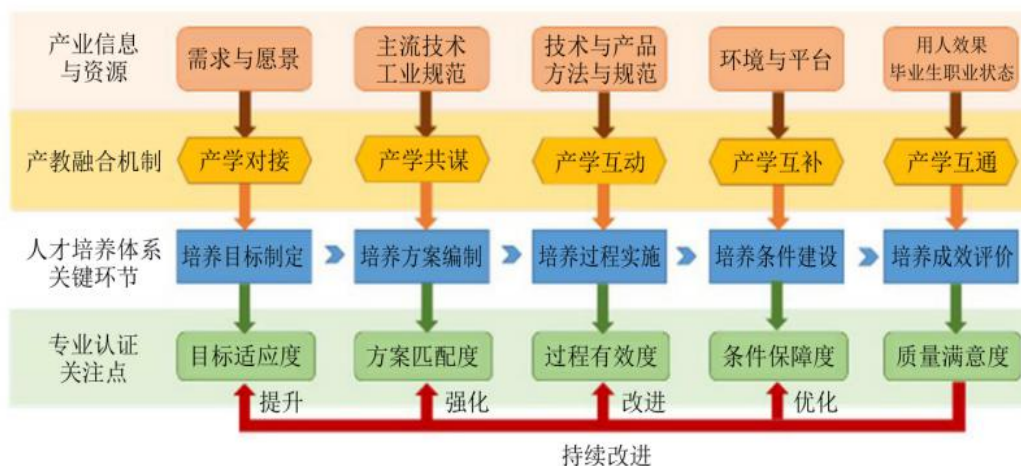 产业信息
与资源
需求与愿景
主流技术
工业规范
技术与产品
方法与规范
环境与平台
用人效果
毕业生职业状态
产教融合机制
产学对接
产学共谋
产学互动
产学互补
产学互通
人才培养体系
关键环节
培养目标制定
培养方案编制
培养过程实施
培养条件建设
培养成效评价
专业认证
关注点
目标适应度
方案匹配度
过程有效度
条件保障度
质量满意度
提升
强化
改进
优化
持续改进